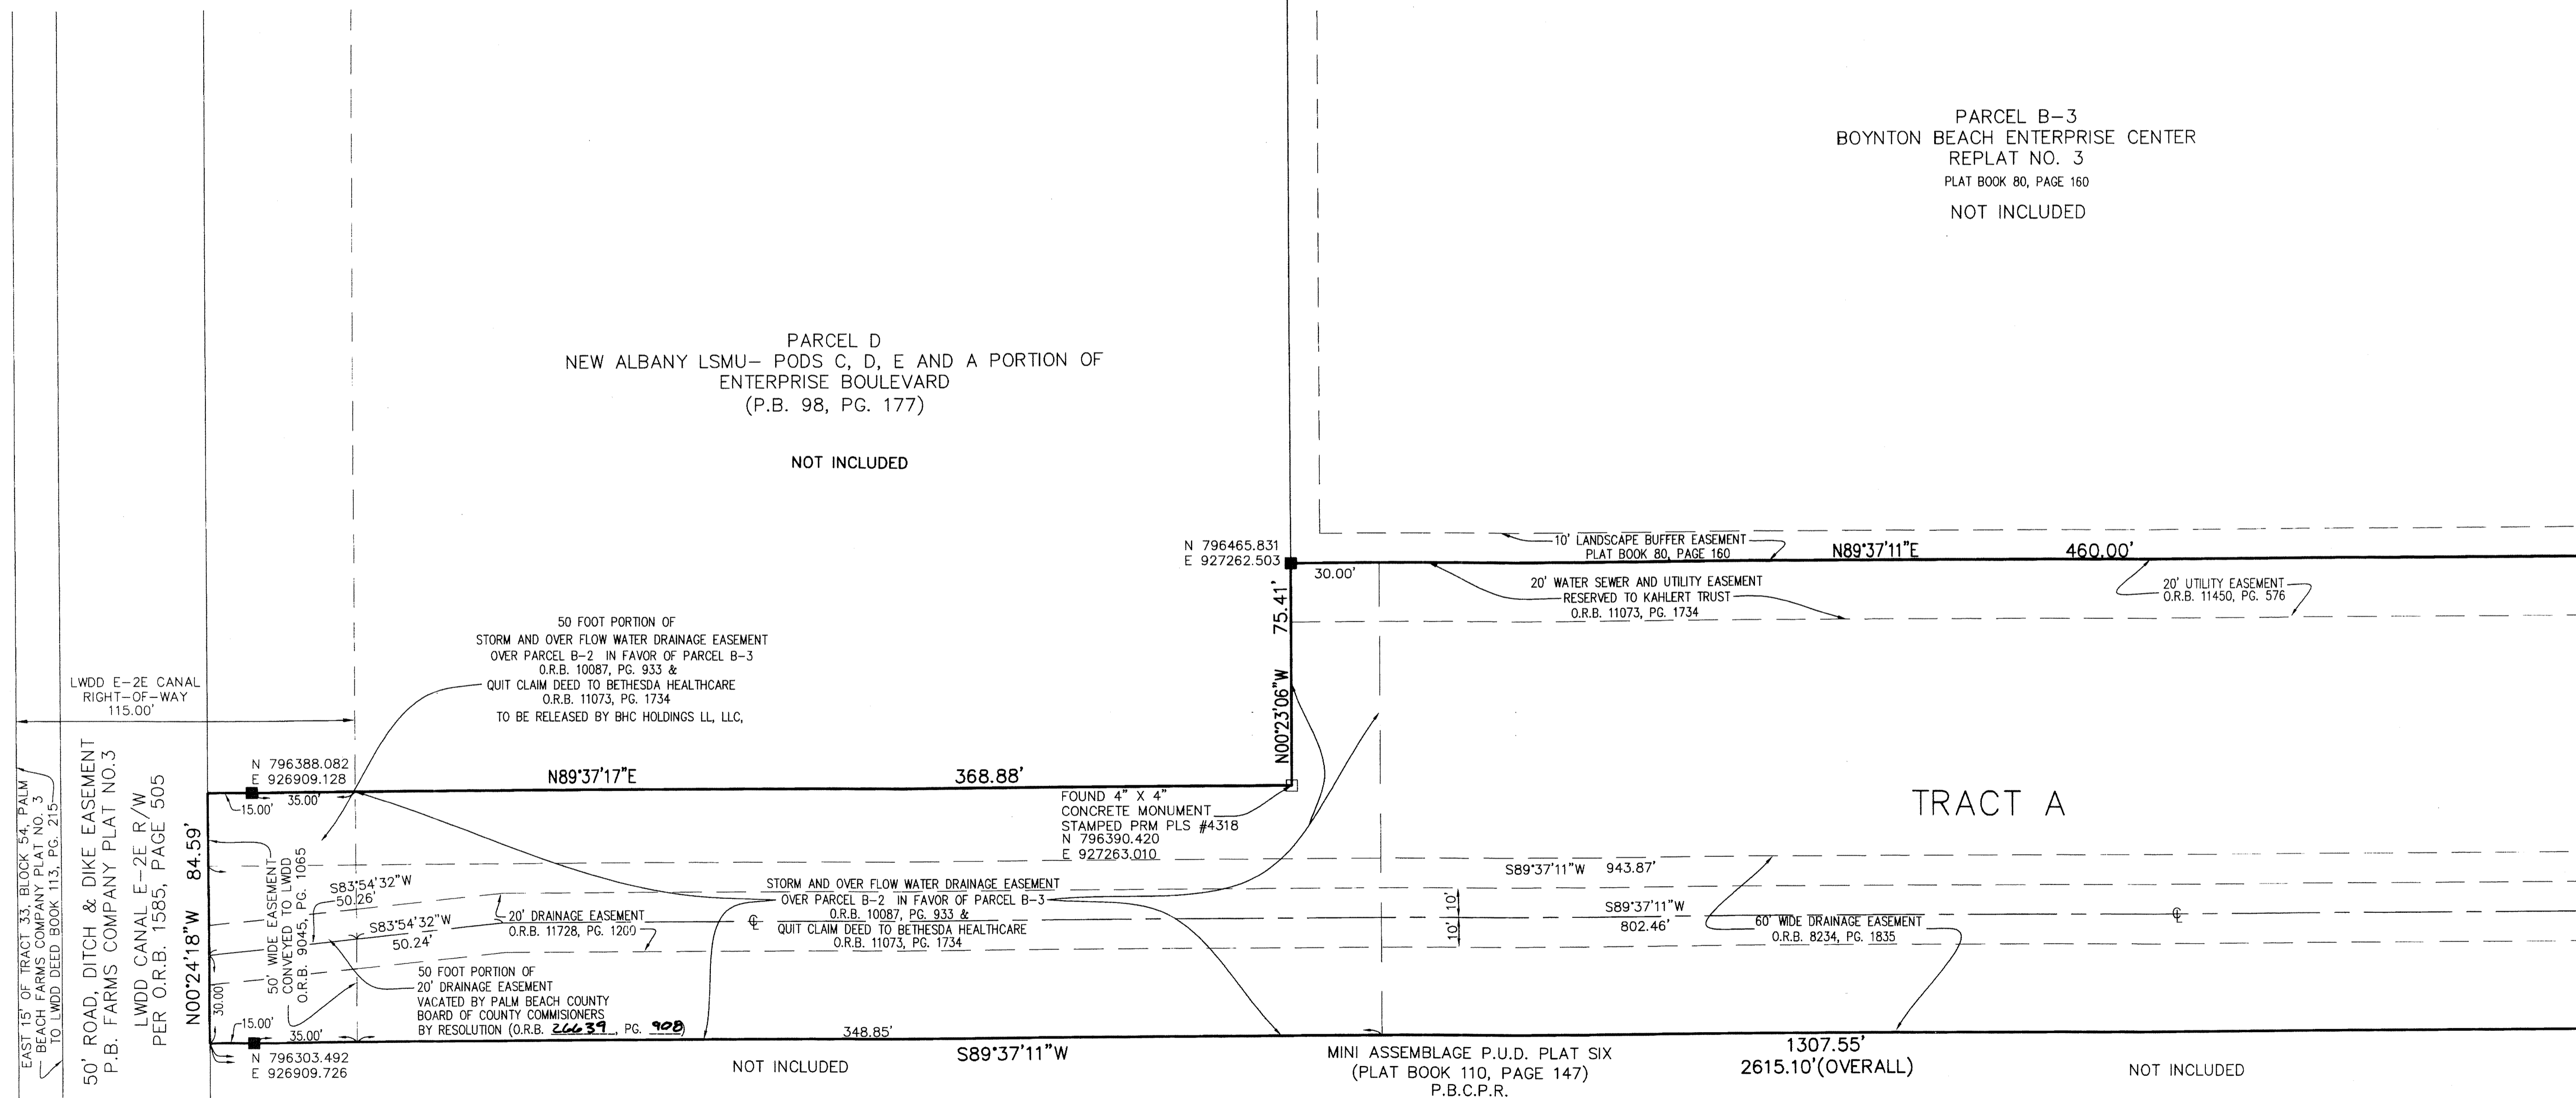 PARCEL B-3
BOYNTON BEACH ENTERPRISE CENTER
REPLAT NO. 3
PLAT BOOK 80, PAGE 160
NOT INCLUDED
PARCEL D
NEW ALBANY LSMU- PODS C, D, E AND A PORTION OF
ENTERPRISE BOULEVARD
(P.B. 98, PG. 177)
NOT INCLUDED
N 796465.831
E 927262.503
30.00'
10' LANDSCAPE BUFFER EASEMENT
PLAT BOOK 80, PAGE 160
N89°37'11"E
460.00'
20' WATER SEWER AND UTILITY EASEMENT
RESERVED TO KAHLERT TRUST
O.R.B. 11073, PG. 1734
20' UTILITY EASEMENT
O.R.B. 11450, PG. 576
N00°23'06"W
75.41'
50 FOOT PORTION OF
STORM AND OVER FLOW WATER DRAINAGE EASEMENT
OVER PARCEL B-2 IN FAVOR OF PARCEL B-3
O.R.B. 10087, PG. 933 &
QUIT CLAIM DEED TO BETHESDA HEALTHCARE
O.R.B. 11073, PG. 1734
TO BE RELEASED BY BHC HOLDINGS LL, LLC,
LWDD E-2E CANAL
RIGHT-OF-WAY
115.00'
EAST 15' OF TRACT 33, BLOCK 54, PALM
BEACH FARMS COMPANY PLAT NO. 3
TO LWDD DEED BOOK 113, PG. 215
50' ROAD, DITCH & DIKE EASEMENT
P.B. FARMS COMPANY PLAT NO.3
LWDD CANAL E-2E R/W
PER O.R.B. 1585, PAGE 505
N00°24'18"W
84.59'
N 796388.082
E 926909.128
15.00'
35.00'
N89°37'17"E
368.88'
FOUND 4" X 4"
CONCRETE MONUMENT
STAMPED PRM PLS #4318
N 796390.420
E 927263.010
TRACT A
50' WIDE EASEMENT
CONVEYED TO LWDD
O.R.B. 9045, PG. 1065
S83°54'32"W
50.26'
S83°54'32"W
50.24'
20' DRAINAGE EASEMENT
O.R.B. 11728, PG. 1200
STORM AND OVER FLOW WATER DRAINAGE EASEMENT
OVER PARCEL B-2 IN FAVOR OF PARCEL B-3
O.R.B. 10087, PG. 933 &
QUIT CLAIM DEED TO BETHESDA HEALTHCARE
O.R.B. 11073, PG. 1734
S89°37'11"W 943.87'
10'
10'
S89°37'11"W
802.46'
60' WIDE DRAINAGE EASEMENT
O.R.B. 8234, PG. 1835
50 FOOT PORTION OF
20' DRAINAGE EASEMENT
VACATED BY PALM BEACH COUNTY
BOARD OF COUNTY COMMISIONERS
BY RESOLUTION (O.R.B. 26639, PG. 908)
30.00'
15.00'
35.00'
348.85'
N 796303.492
E 926909.726
NOT INCLUDED
S89°37'11"W
MINI ASSEMBLAGE P.U.D. PLAT SIX
(PLAT BOOK 110, PAGE 147)
P.B.C.P.R.
1307.55'
2615.10'(OVERALL)
NOT INCLUDED